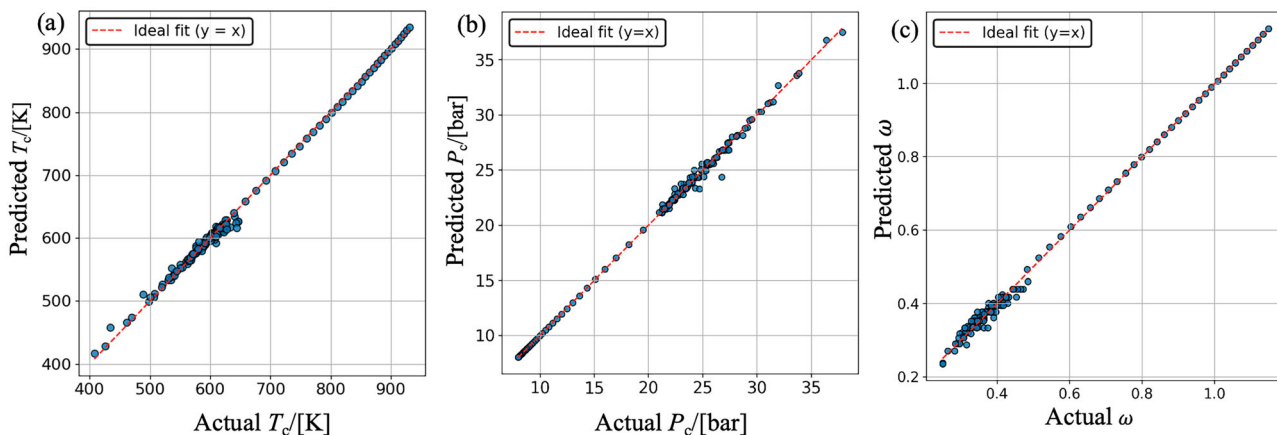 (a)
Ideal fit (y = x)
Predicted Tc/[K]
900
800
700
600
500
400
400
500
600
700
800
900
Actual Tc/[K]
(b)
Ideal fit (y=x)
Predicted Pc/[bar]
35
30
25
20
15
10
10
15
20
25
30
35
Actual Pc/[bar]
(c)
Ideal fit (y=x)
Predicted ω
1.0
0.8
0.6
0.4
0.2
0.4
0.6
0.8
1.0
Actual ω